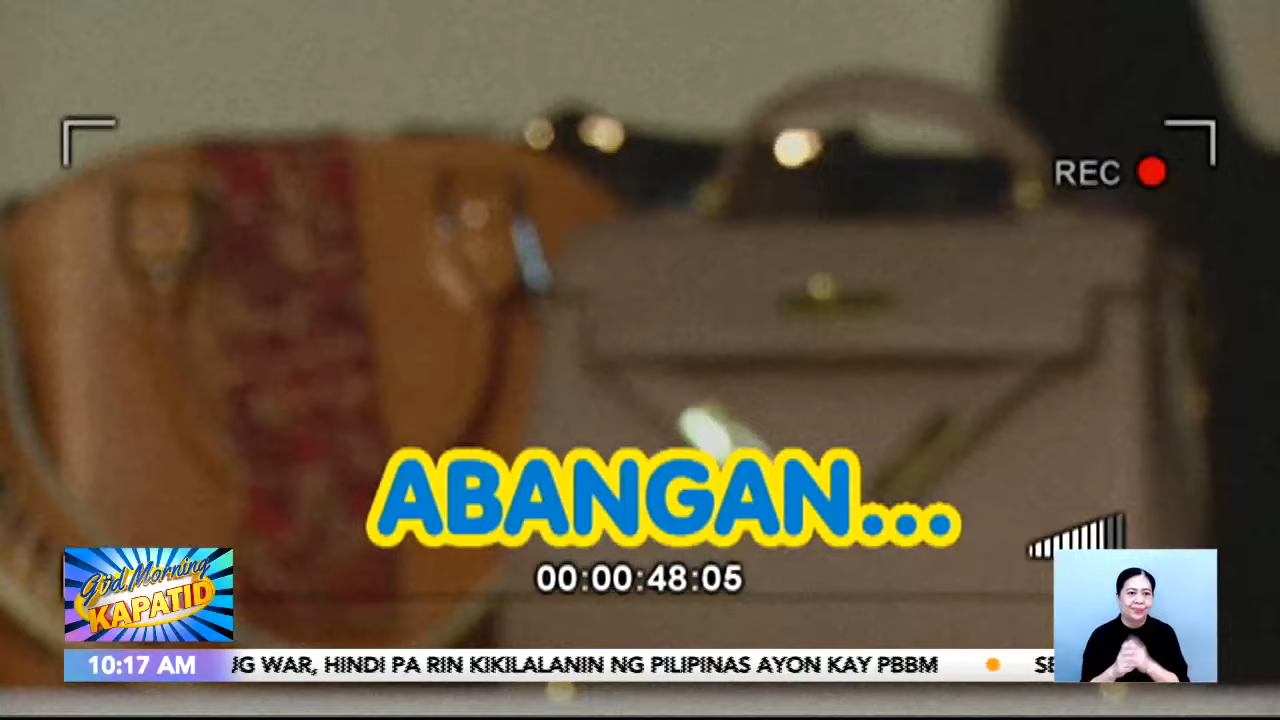 REC
ABANGAN...
00:00:48:05
Gud Morning
KAPATID
10:17 AM
WAR, HINDI PA RIN KIKILALANIN NG PILIPINAS AYON KAY PBBM